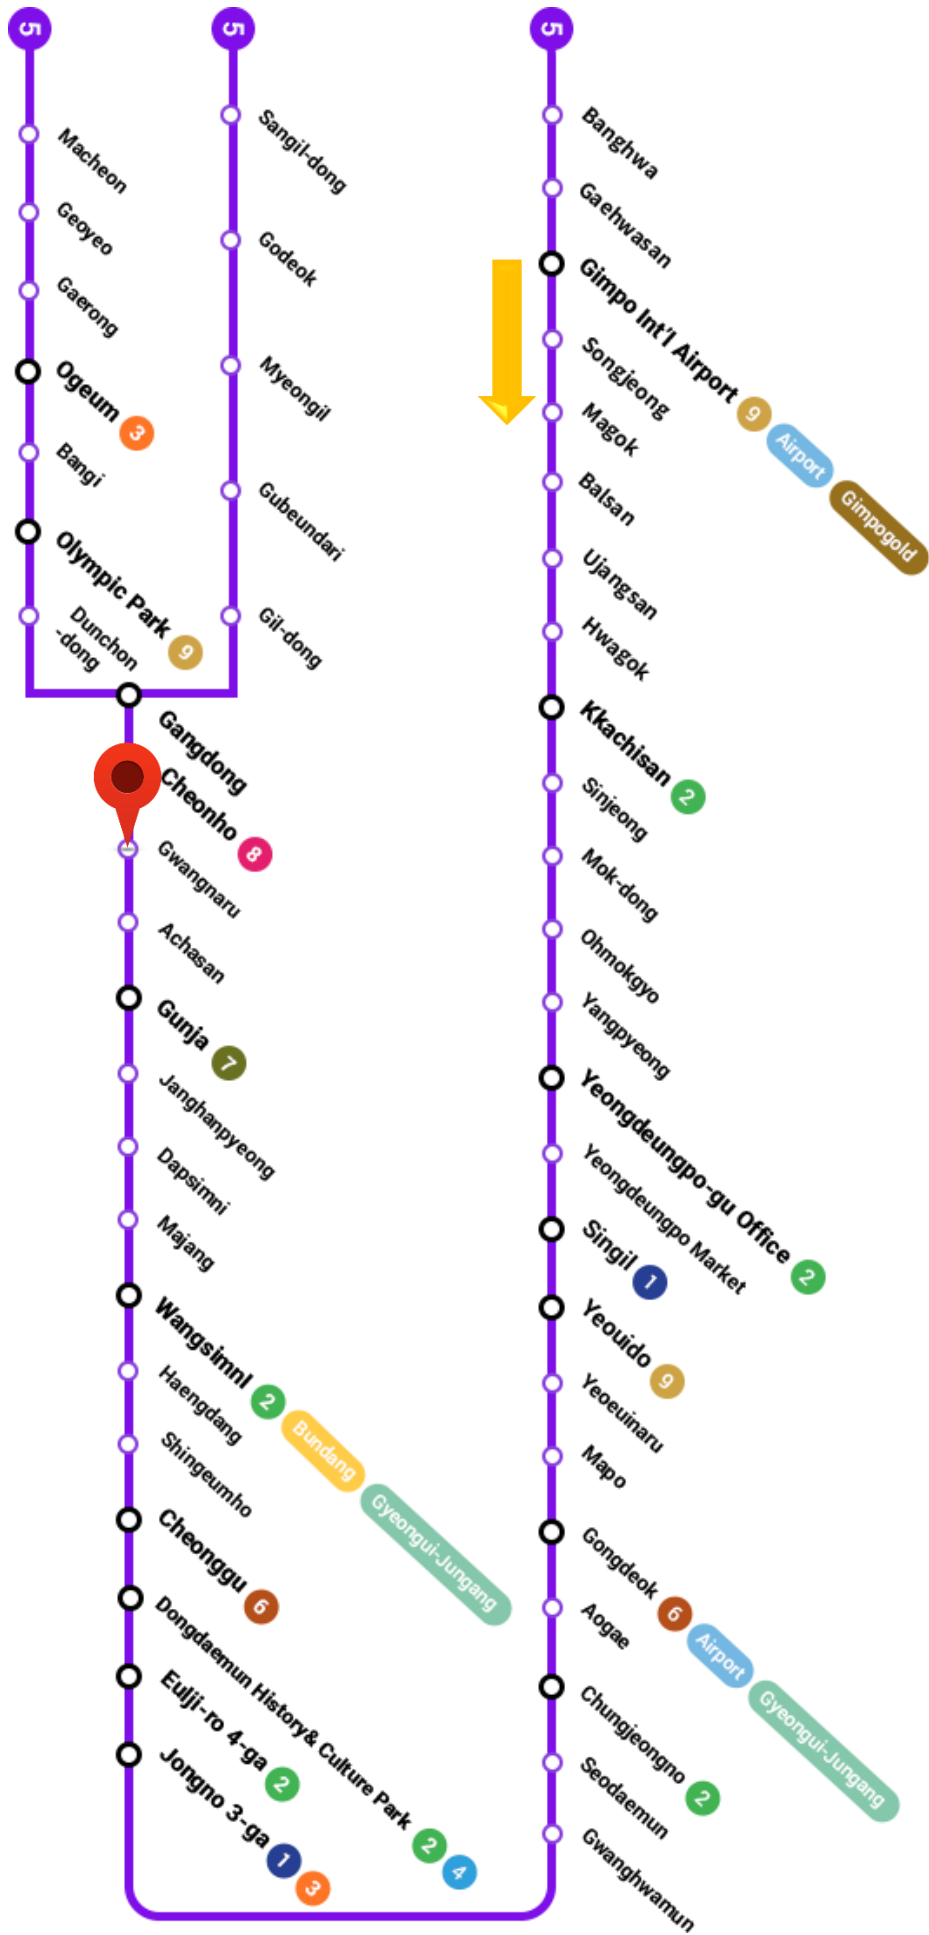 5
5
5
Macheon
Geoyeo
Gaerong
Ogeum 3
Bangi
Olympic Park 9
Dunchon
-dong
Sangil-dong
Godeok
Myeongil
Gubeundari
Gil-dong
Gangdong
Cheonho 8
Gwangnaru
Achasan
Gunja 7
Janghanpyeong
Dapsimni
Majang
Wangsimnl 2 Bundang Gyeongui-Jungang
Haengdang
Shingeumho
Cheonggu 6
Dongdaemun History& Culture Park 2 4
Eulji-ro 4-ga 2
Jongno 3-ga 1 3
Banghwa
Gaehwasan
Gimpo Int'l Airport 9 Airport Gimpogold
Songjeong
Magok
Balsan
Ujangsan
Hwagok
Kkachisan 2
Sinjeong
Mok-dong
Ohmokgyo
Yangpyeong
Yeongdeungpo-gu Office 2
Yeongdeungpo Market
Singil 1
Yeouido 9
Yeoeuinaru
Mapo
Gongdeok 6 Airport Gyeongui-Jungang
Aogae
Chungjeongno 2
Seodaemun
Gwanghwamun